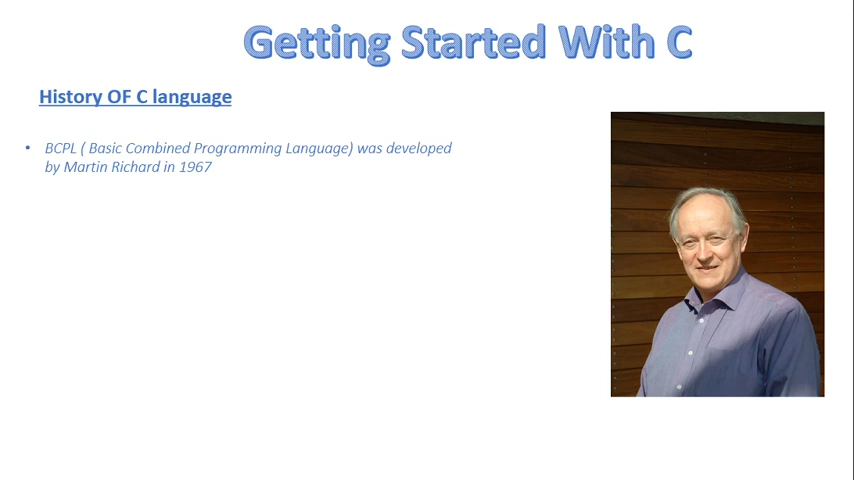 Getting Started With C
History OF C language
• BCPL ( Basic Combined Programming Language) was developed
by Martin Richard in 1967